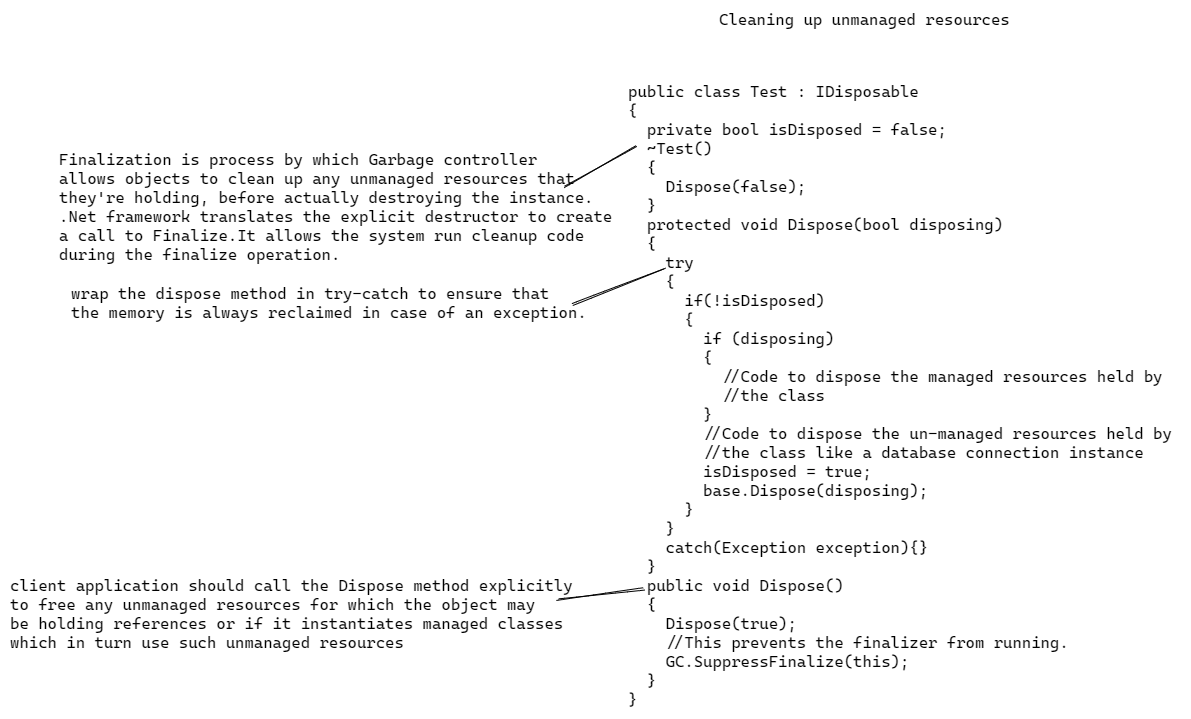 Cleaning up unmanaged resources
public class Test : IDisposable
{
private bool isDisposed = false;
~Test()
{
Dispose(false);
}
protected void Dispose(bool disposing)
{
try
{
if(!isDisposed)
{
if (disposing)
{
//Code to dispose the managed resources held by
//the class
}
//Code to dispose the un-managed resources held by
//the class like a database connection instance
isDisposed = true;
base.Dispose(disposing);
}
}
catch(Exception exception){}
}
public void Dispose()
{
Dispose(true);
//This prevents the finalizer from running.
GC.SuppressFinalize(this);
}
}
Finalization is process by which Garbage controller
allows objects to clean up any unmanaged resources that
they're holding, before actually destroying the instance.
.Net framework translates the explicit destructor to create
a call to Finalize.It allows the system run cleanup code
during the finalize operation.
wrap the dispose method in try-catch to ensure that
the memory is always reclaimed in case of an exception.
client application should call the Dispose method explicitly
to free any unmanaged resources for which the object may
be holding references or if it instantiates managed classes
which in turn use such unmanaged resources